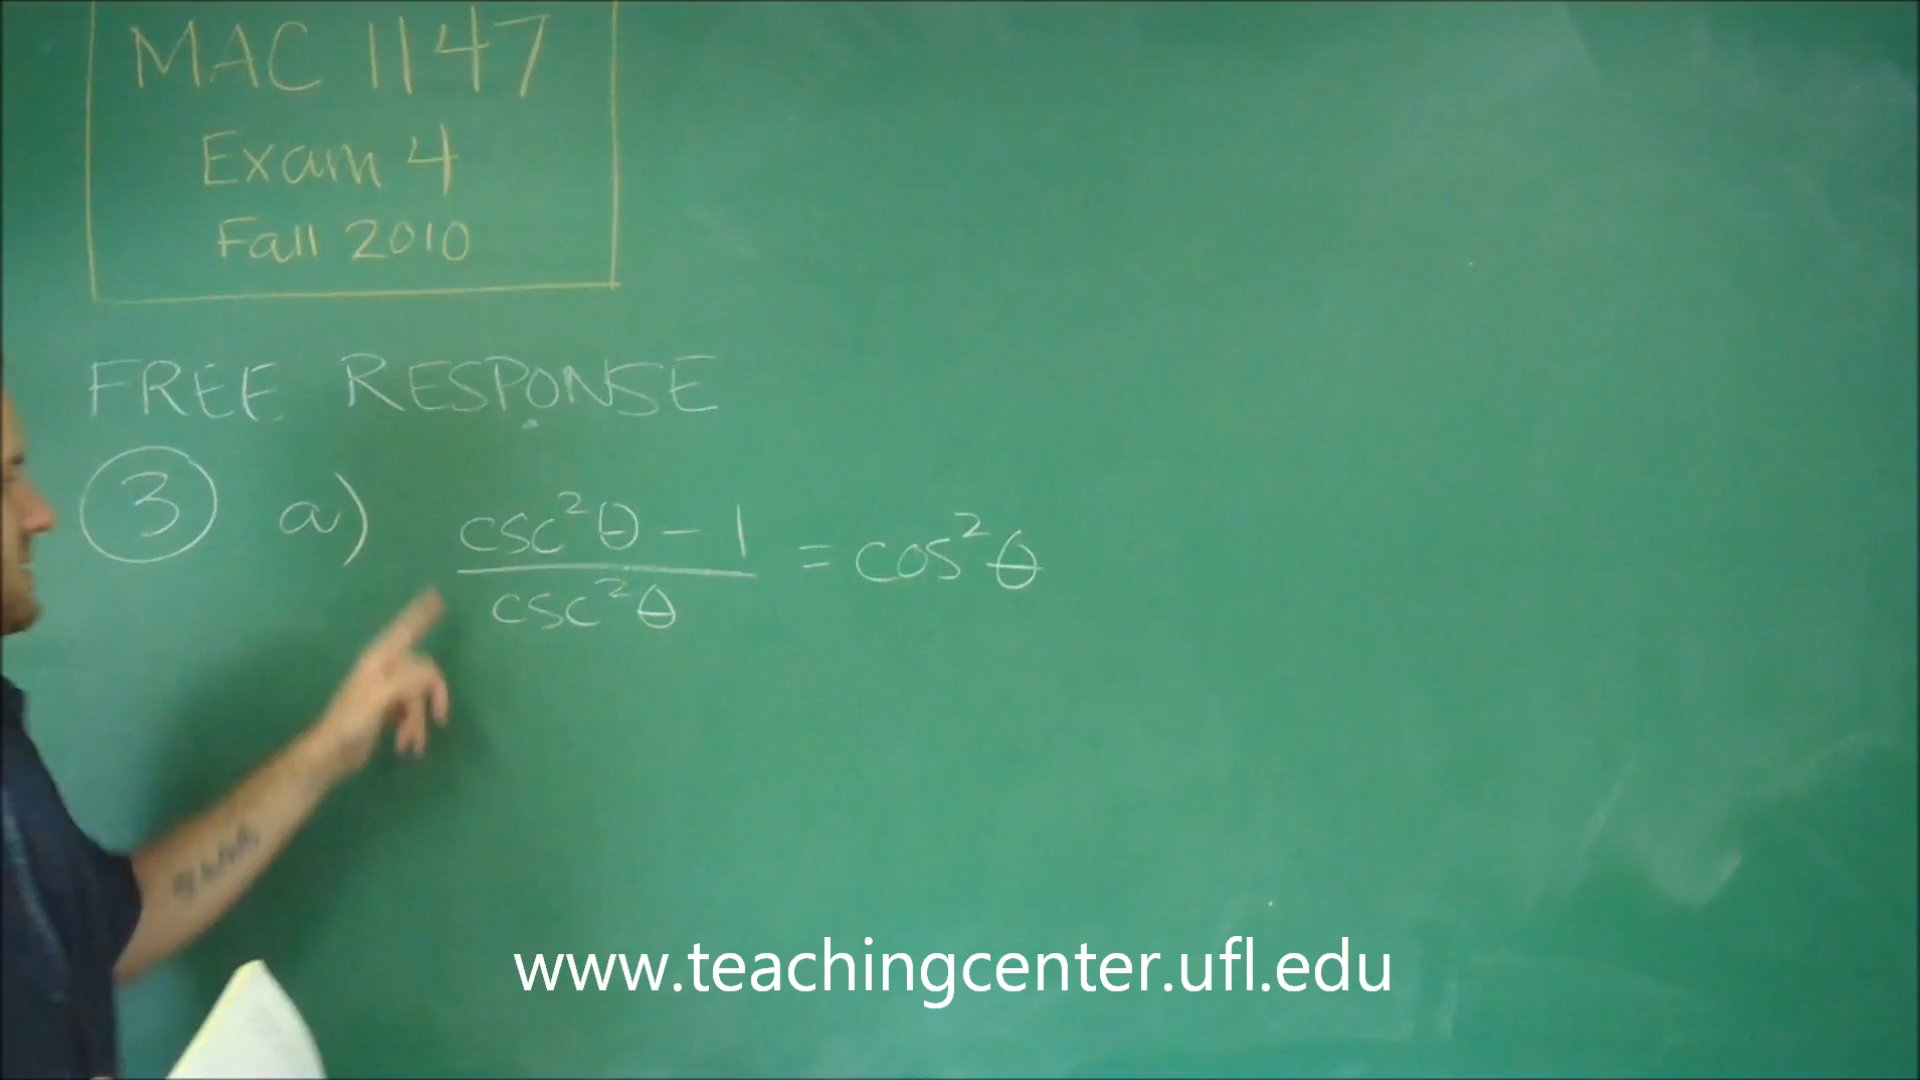 MAC 1147
Exam 4
Fall 2010
FREE RESPONSE
3 a) csc²θ - 1 / csc²θ = cos²θ
www.teachingcenter.ufl.edu